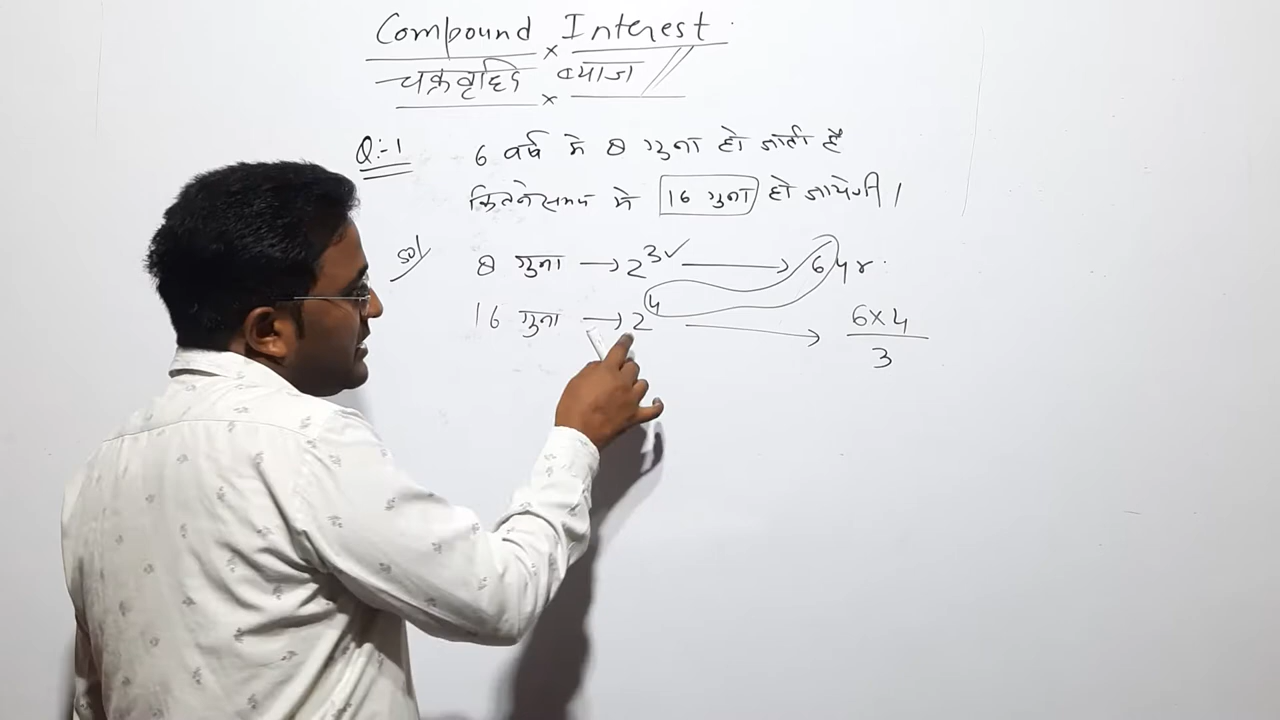 Compound Interest
चक्रवृद्धि ब्याज
Q:-1 6 वर्ष मे 8 गुना हो जाती है
कितने समय मे 16 गुना हो जायेगी।
Sol 8 गुना → 2³ ✓ → 6 yr.
16 गुना → 2⁴ → 6×4
3